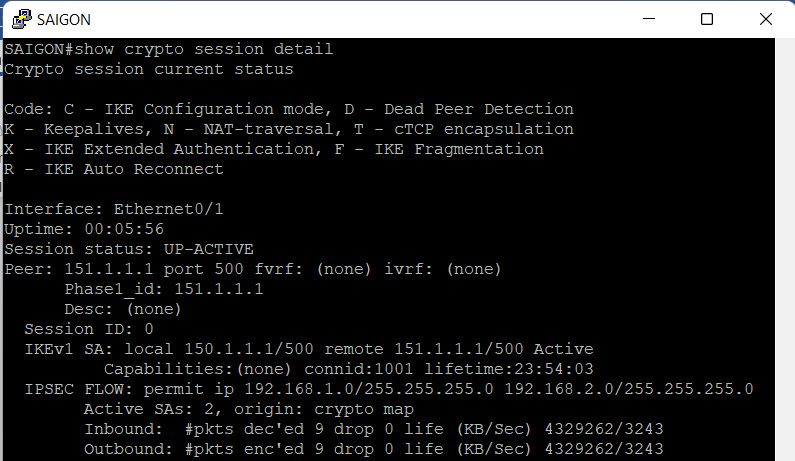 SAIGON
SAIGON#show crypto session detail
Crypto session current status
Code: C - IKE Configuration mode, D - Dead Peer Detection
K - Keepalives, N - NAT-traversal, T - cTCP encapsulation
X - IKE Extended Authentication, F - IKE Fragmentation
R - IKE Auto Reconnect
Interface: Ethernet0/1
Uptime: 00:05:56
Session status: UP-ACTIVE
Peer: 151.1.1.1 port 500 fvrf: (none) ivrf: (none)
Phase1_id: 151.1.1.1
Desc: (none)
Session ID: 0
IKEv1 SA: local 150.1.1.1/500 remote 151.1.1.1/500 Active
Capabilities:(none) connid:1001 lifetime:23:54:03
IPSEC FLOW: permit ip 192.168.1.0/255.255.255.0 192.168.2.0/255.255.255.0
Active SAs: 2, origin: crypto map
Inbound: #pkts dec'ed 9 drop 0 life (KB/Sec) 4329262/3243
Outbound: #pkts enc'ed 9 drop 0 life (KB/Sec) 4329262/3243